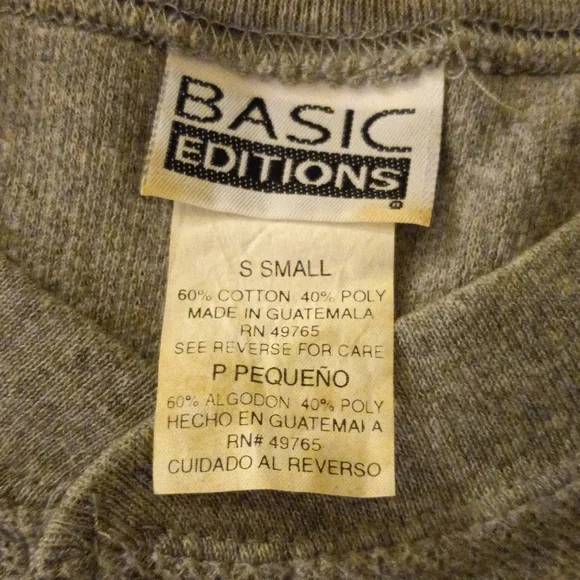 BASIC
EDITIONS®
S SMALL
60% COTTON 40% POLY
MADE IN GUATEMALA
RN 49765
SEE REVERSE FOR CARE
P PEQUEÑO
60% ALGODON 40% POLY
HECHO EN GUATEMALA
RN# 49765
CUIDADO AL REVERSO